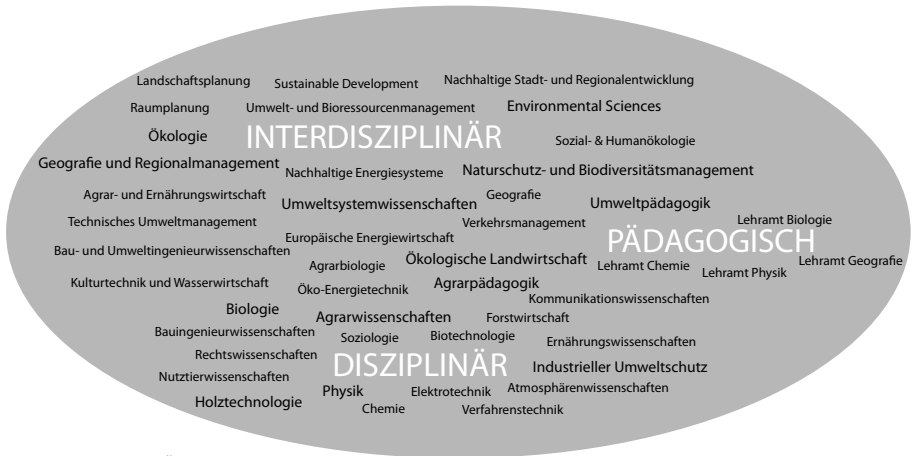 Landschaftsplanung Sustainable Development Nachhaltige Stadt- und Regionalentwicklung
Raumplanung Umwelt- und Bioressourcenmanagement Environmental Sciences
Ökologie INTERDISZIPLINÄR Sozial- & Humanökologie
Geografie und Regionalmanagement Nachhaltige Energiesysteme Naturschutz- und Biodiversitätsmanagement
Agrar- und Ernährungswirtschaft Umweltsystemwissenschaften Geografie Umweltpädagogik
Technisches Umweltmanagement Verkehrsmanagement Lehramt Biologie
Bau- und Umweltingenieurwissenschaften Europäische Energiewirtschaft PÄDAGOGISCH
Agrarbiologie Ökologische Landwirtschaft Lehramt Chemie Lehramt Physik Lehramt Geografie
Kulturtechnik und Wasserwirtschaft Öko-Energietechnik Agrarpädagogik
Kommunikationswissenschaften
Biologie Agrarwissenschaften Forstwirtschaft
Bauingenieurwissenschaften Soziologie Biotechnologie Ernährungswissenschaften
Rechtswissenschaften DISZIPLINÄR Industrieller Umweltschutz
Nutztierwissenschaften Physik Elektrotechnik Atmosphärenwissenschaften
Holztechnologie Chemie Verfahrenstechnik